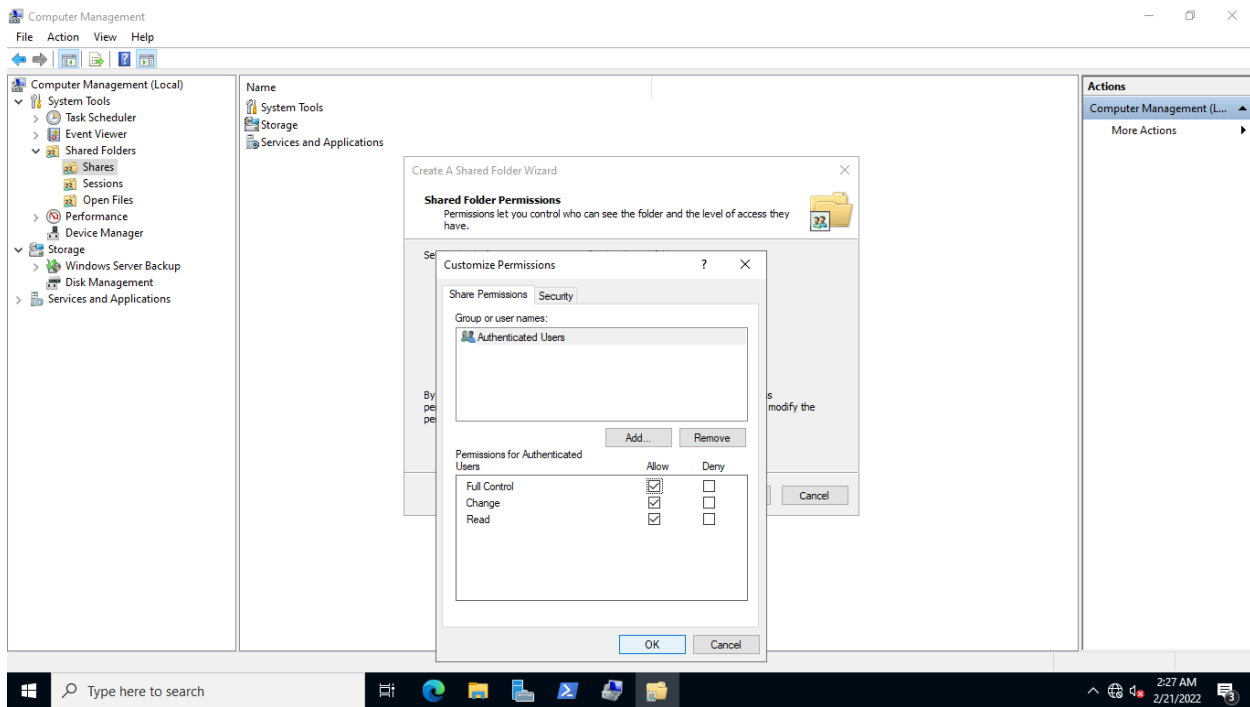 Computer Management
File Action View Help
Computer Management (Local)
System Tools
Task Scheduler
Event Viewer
Shared Folders
Shares
Sessions
Open Files
Performance
Device Manager
Storage
Windows Server Backup
Disk Management
Services and Applications
Name
System Tools
Storage
Services and Applications
Actions
Computer Management (L...
More Actions
Create A Shared Folder Wizard
Shared Folder Permissions
Permissions let you control who can see the folder and the level of access they
have.
Se
By
pe
pe
s
modify the
Cancel
Customize Permissions
?
Share Permissions Security
Group or user names:
Authenticated Users
Add... Remove
Permissions for Authenticated
Users Allow Deny
Full Control
Change
Read
OK Cancel
Type here to search
2:27 AM
2/21/2022
3